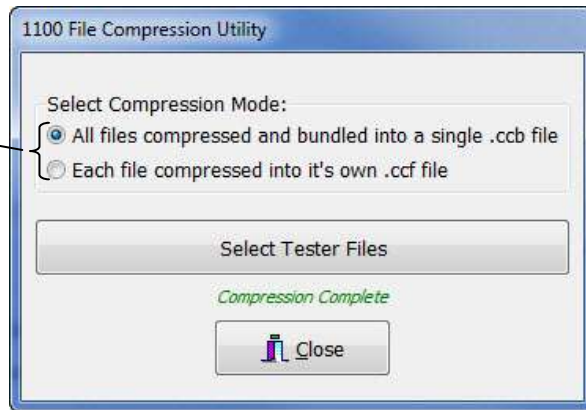 1100 File Compression Utility
Select Compression Mode:
All files compressed and bundled into a single .ccb file
Each file compressed into it's own .ccf file
Select Tester Files
Compression Complete
Close